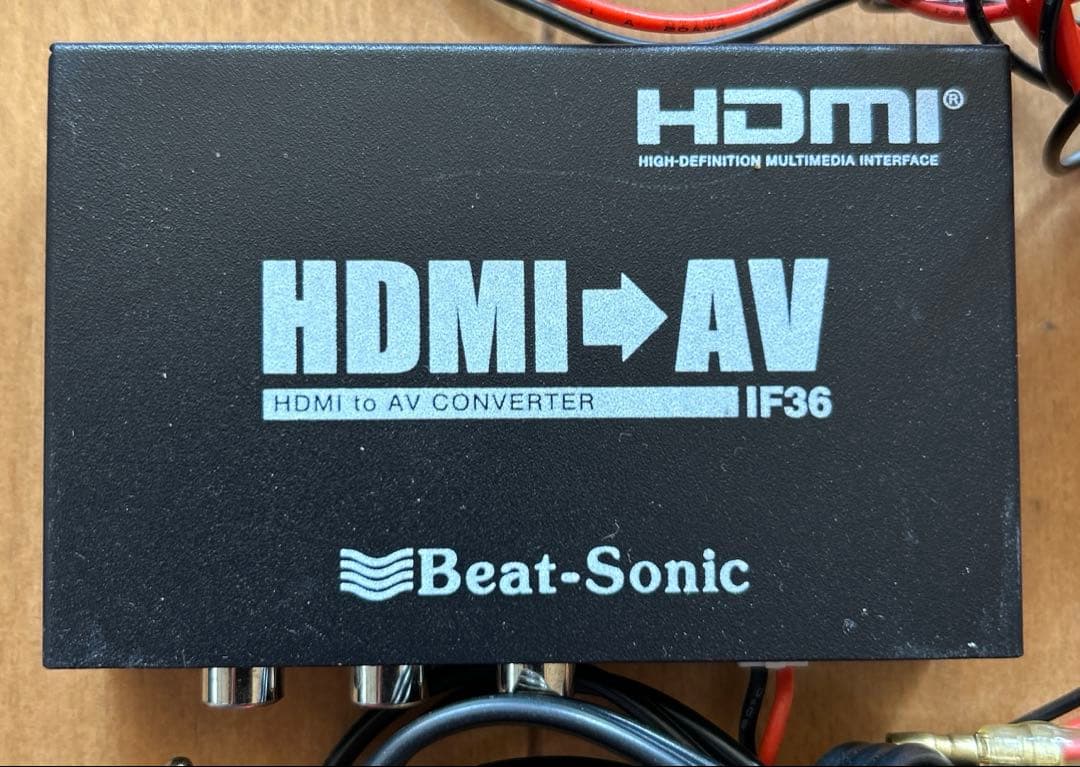 HDMI®
HIGH-DEFINITION MULTIMEDIA INTERFACE
HDMI➡AV
HDMI to AV CONVERTER IF36
Beat-Sonic